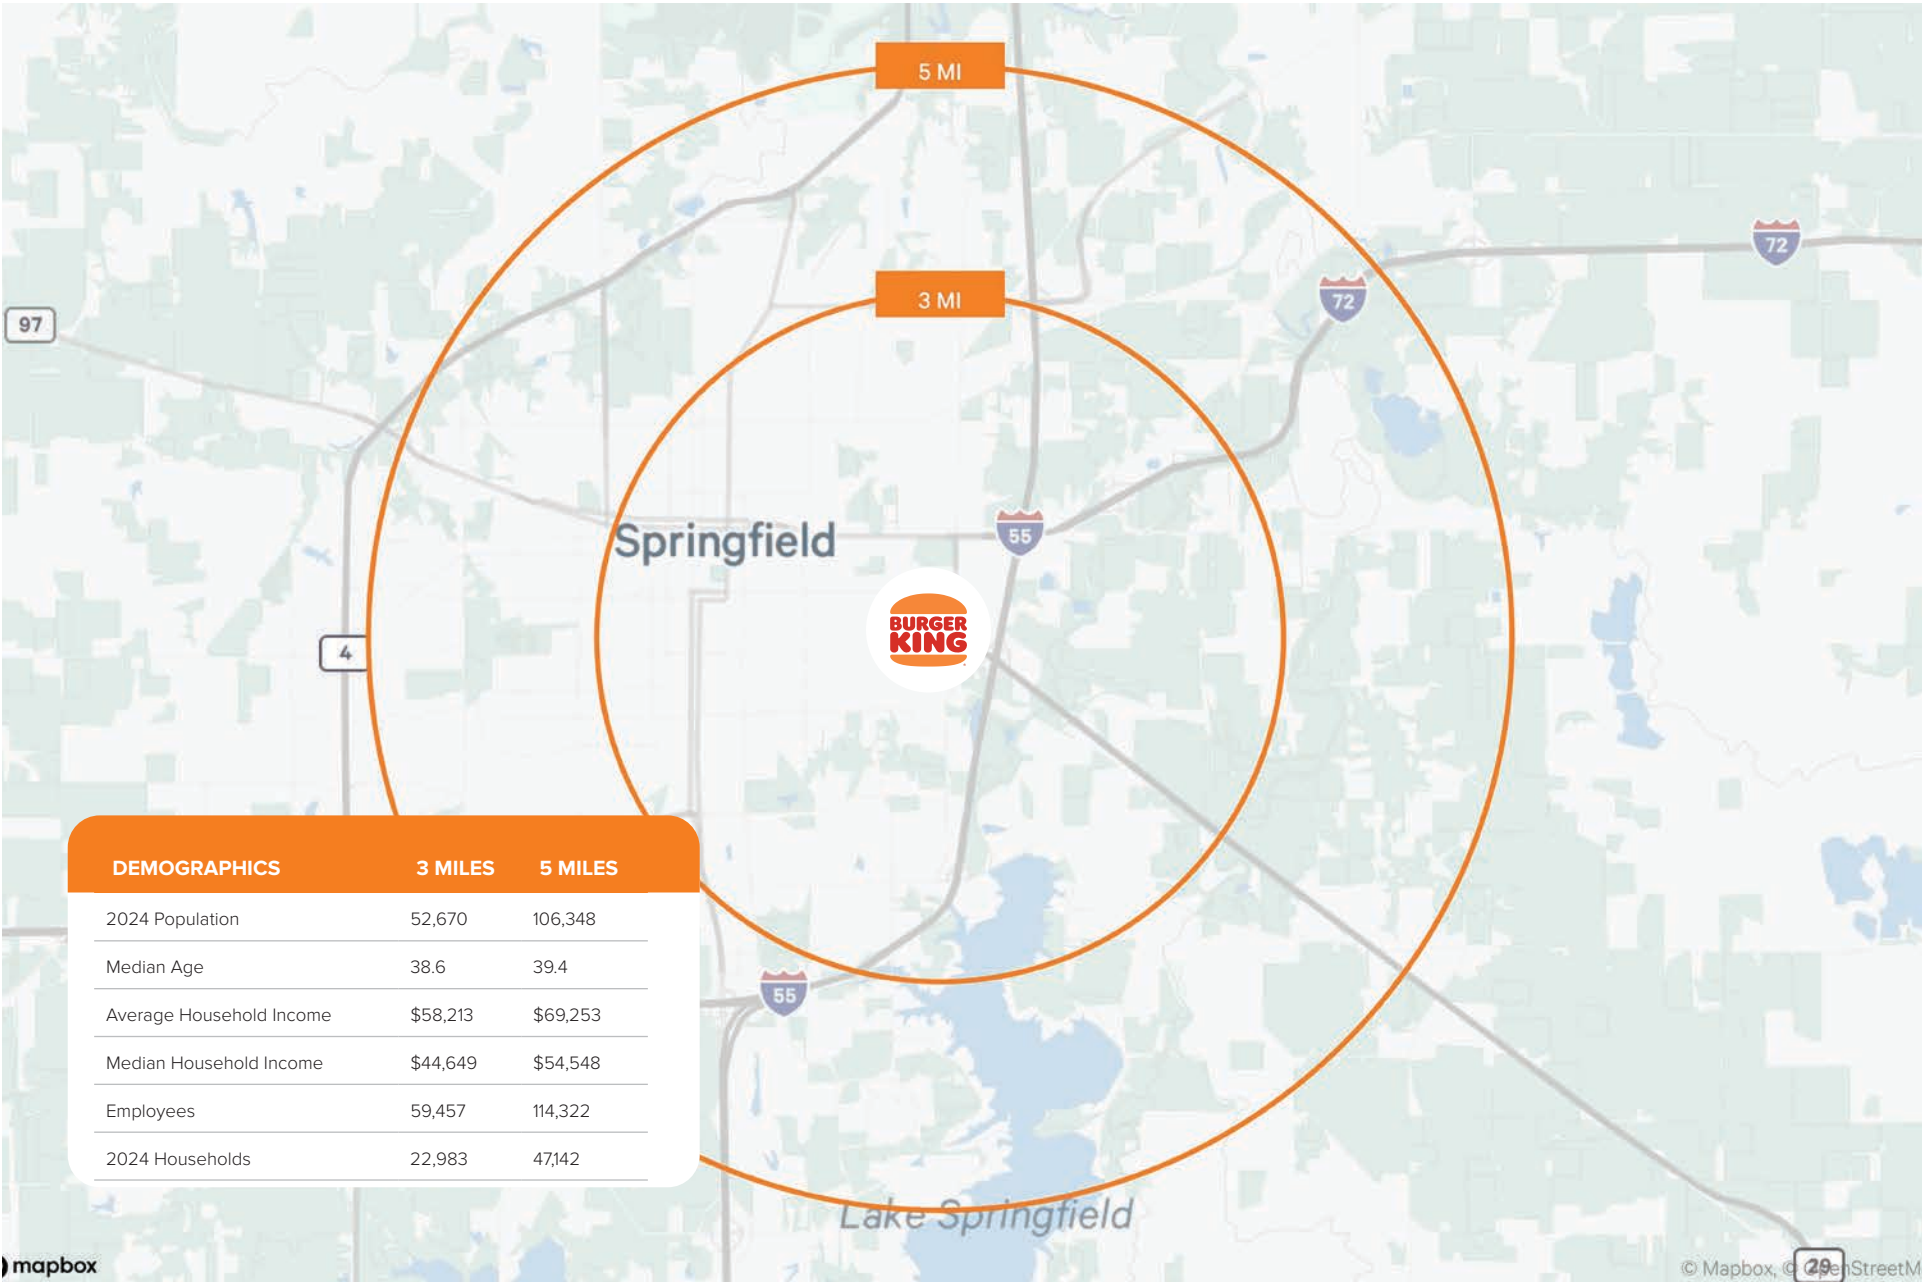 5 MI
72
72
3 MI
97
Springfield
55
BURGER
KING
4
DEMOGRAPHICS 3 MILES 5 MILES
2024 Population 52,670 106,348
Median Age 38.6 39.4
55
Average Household Income $58,213 $69,253
Median Household Income $44,649 $54,548
Employees 59,457 114,322
2024 Households 22,983 47,142
Lake Springfield
mapbox
© Mapbox, © OpenStreetM
29